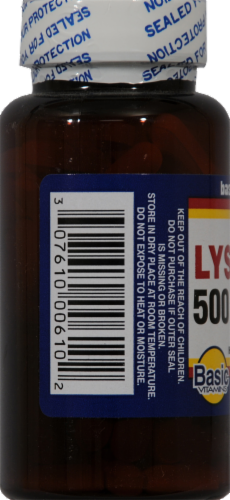 SEALED FOR
PROTECTION
SEALED FOR
YOUR PROTECTION
KEEP OUT OF THE REACH OF CHILDREN.
DO NOT PURCHASE IF OUTER SEAL
IS MISSING OR BROKEN.
STORE IN DRY PLACE AT ROOM TEMPERATURE.
DO NOT EXPOSE TO HEAT OR MOISTURE.
3 07610 00610 2
LYS
500
Basic
VITAMINS